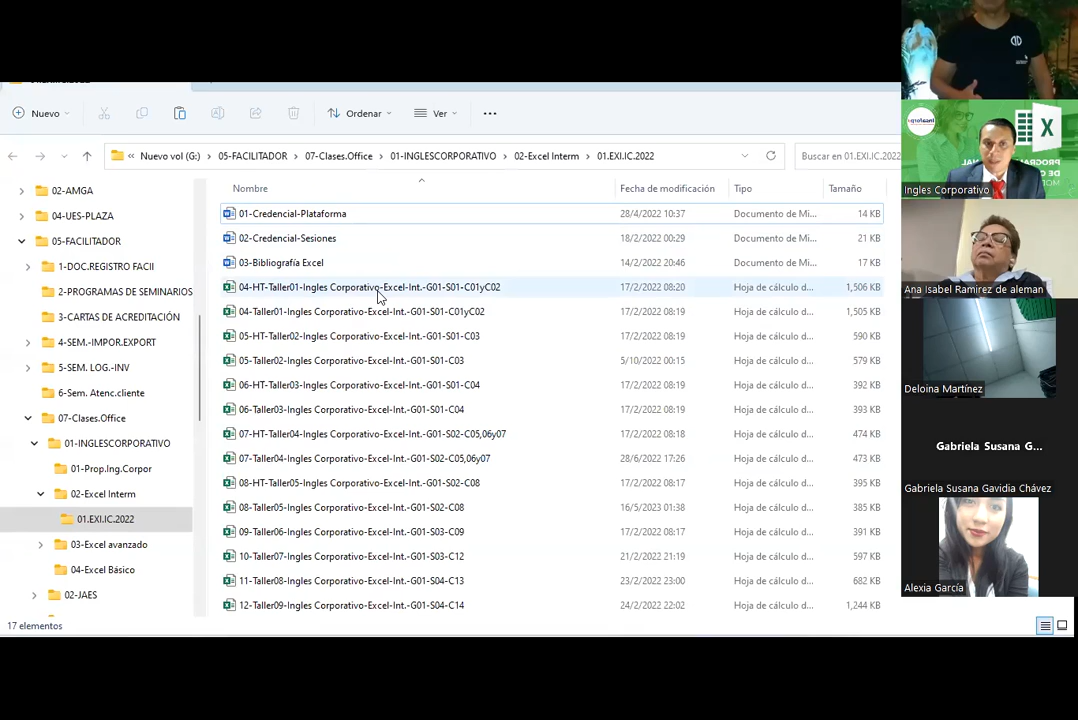 Nuevo
Ordenar
Ver
« Nuevo vol (G:) > 05-FACILITADOR > 07-Clases.Office > 01-INGLESCORPORATIVO > 02-Excel Interm > 01.EXI.IC.2022
Buscar en 01.EXI.IC.2022
02-AMGA
04-UES-PLAZA
05-FACILITADOR
1-DOC.REGISTRO FACII
2-PROGRAMAS DE SEMINARIOS
3-CARTAS DE ACREDITACIÓN
4-SEM.-IMPOR.EXPORT
5-SEM. LOG.-INV
6-Sem. Atenc.cliente
07-Clases.Office
01-INGLESCORPORATIVO
01-Prop.Ing.Corpor
02-Excel Interm
01.EXI.IC.2022
03-Excel avanzado
04-Excel Básico
02-JAES
Nombre Fecha de modificación Tipo Tamaño
01-Credencial-Plataforma 28/4/2022 10:37 Documento de Mi... 14 KB
02-Credencial-Sesiones 18/2/2022 00:29 Documento de Mi... 21 KB
03-Bibliografía Excel 14/2/2022 20:46 Documento de Mi... 17 KB
04-HT-Taller01-Ingles Corporativo-Excel-Int.-G01-S01-C01yC02 17/2/2022 08:20 Hoja de cálculo d... 1,506 KB
04-Taller01-Ingles Corporativo-Excel-Int.-G01-S01-C01yC02 17/2/2022 08:19 Hoja de cálculo d... 1,505 KB
05-HT-Taller02-Ingles Corporativo-Excel-Int.-G01-S01-C03 17/2/2022 08:19 Hoja de cálculo d... 590 KB
05-Taller02-Ingles Corporativo-Excel-Int.-G01-S01-C03 5/10/2022 00:15 Hoja de cálculo d... 579 KB
06-HT-Taller03-Ingles Corporativo-Excel-Int.-G01-S01-C04 17/2/2022 08:19 Hoja de cálculo d... 392 KB
06-Taller03-Ingles Corporativo-Excel-Int.-G01-S01-C04 17/2/2022 08:19 Hoja de cálculo d... 393 KB
07-HT-Taller04-Ingles Corporativo-Excel-Int.-G01-S02-C05,06y07 17/2/2022 08:18 Hoja de cálculo d... 474 KB
07-Taller04-Ingles Corporativo-Excel-Int.-G01-S02-C05,06y07 28/6/2022 17:26 Hoja de cálculo d... 473 KB
08-HT-Taller05-Ingles Corporativo-Excel-Int.-G01-S02-C08 17/2/2022 08:17 Hoja de cálculo d... 395 KB
08-Taller05-Ingles Corporativo-Excel-Int.-G01-S02-C08 16/5/2023 01:38 Hoja de cálculo d... 385 KB
09-Taller06-Ingles Corporativo-Excel-Int.-G01-S03-C09 17/2/2022 08:17 Hoja de cálculo d... 391 KB
10-Taller07-Ingles Corporativo-Excel-Int.-G01-S03-C12 21/2/2022 21:19 Hoja de cálculo d... 597 KB
11-Taller08-Ingles Corporativo-Excel-Int.-G01-S04-C13 23/2/2022 23:00 Hoja de cálculo d... 682 KB
12-Taller09-Ingles Corporativo-Excel-Int.-G01-S04-C14 24/2/2022 22:02 Hoja de cálculo d... 1,244 KB
17 elementos
Ingles Corporativo
Ana Isabel Ramirez de aleman
Deloina Martínez
Gabriela Susana G...
Gabriela Susana Gavidia Chávez
Alexia García